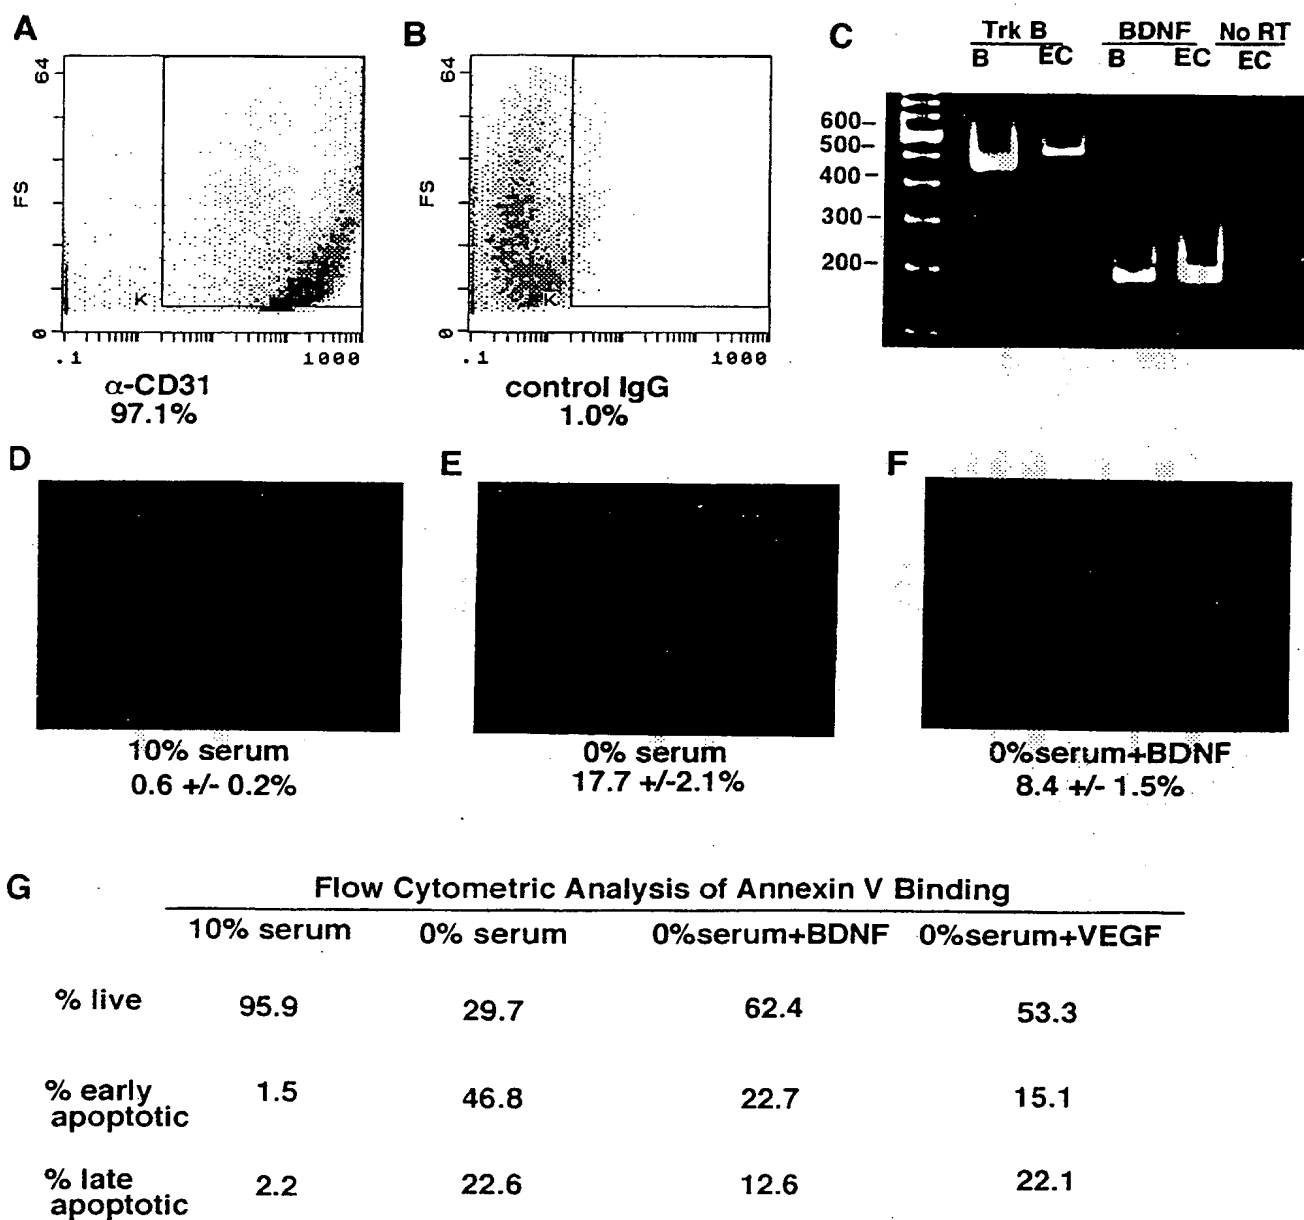 A
B
C
Trk B BDNF No RT
B EC B EC EC
64
FS
0
K
.1 1000
α-CD31
97.1%
64
FS
0
K
.1 1000
control IgG
1.0%
600–
500–
400–
300–
200–
D
E
F
10% serum
0.6 +/- 0.2%
0% serum
17.7 +/-2.1%
0%serum+BDNF
8.4 +/- 1.5%
G
Flow Cytometric Analysis of Annexin V Binding
10% serum 0% serum 0%serum+BDNF 0%serum+VEGF
% live 95.9 29.7 62.4 53.3
% early
apoptotic 1.5 46.8 22.7 15.1
% late
apoptotic 2.2 22.6 12.6 22.1